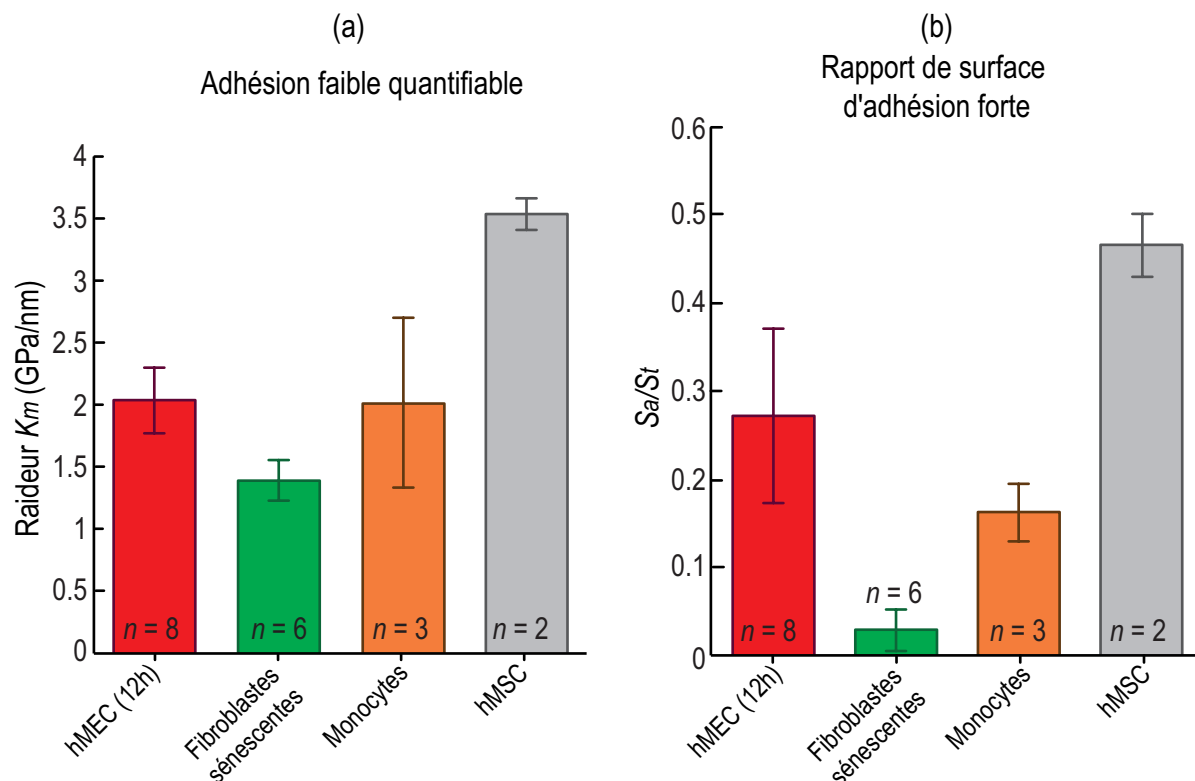 (a)
Adhésion faible quantifiable
Raideur Km (GPa/nm)
4
3.5
3
2.5
2
1.5
1
0.5
0
n = 8
n = 6
n = 3
n = 2
hMEC (12h)
Fibroblastes
sénescentes
Monocytes
hMSC
(b)
Rapport de surface
d'adhésion forte
Sa/St
0.6
0.5
0.4
0.3
0.2
0.1
0
n = 8
n = 6
n = 3
n = 2
hMEC (12h)
Fibroblastes
sénescentes
Monocytes
hMSC